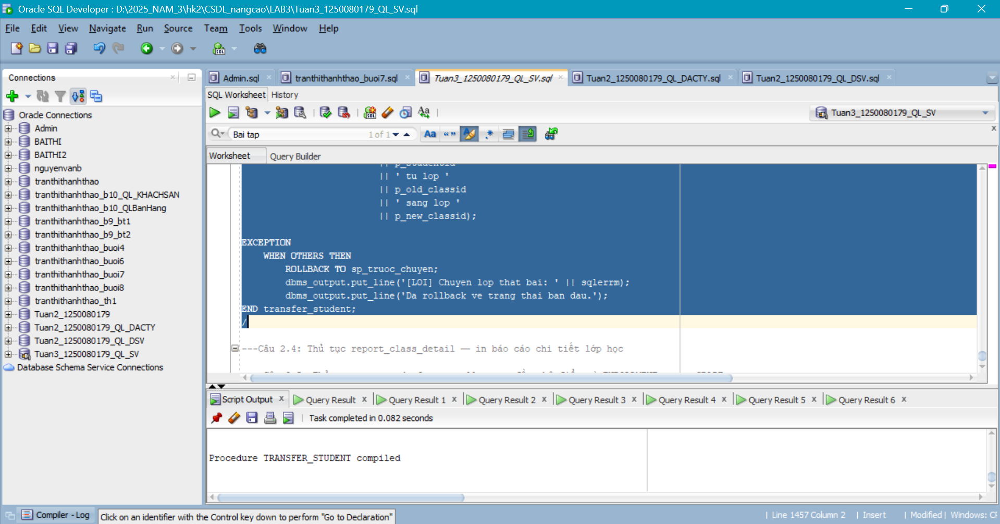 Oracle SQL Developer : D:\2025_NAM_3\hk2\CSDL_nangcao\LAB3\Tuan3_1250080179_QL_SV.sql
File Edit View Navigate Run Source Team Tools Window Help
Connections
Oracle Connections
Admin
BAITHI
BAITHI2
nguyenvanb
tranthithanhthao
tranthithanhthao_b10_QL_KHACHSAN
tranthithanhthao_b10_QLBanHang
tranthithanhthao_b9_bt1
tranthithanhthao_b9_bt2
tranthithanhthao_buoi4
tranthithanhthao_buoi6
tranthithanhthao_buoi7
tranthithanhthao_buoi8
tranthithanhthao_th1
Tuan2_1250080179
Tuan2_1250080179_QL_DACTY
Tuan2_1250080179_QL_DSV
Tuan3_1250080179_QL_SV
Database Schema Service Connections
Admin.sql tranthithanhthao_buoi7.sql Tuan3_1250080179_QL_SV.sql Tuan2_1250080179_QL_DACTY.sql Tuan2_1250080179_QL_DSV.sql
SQL Worksheet History
Tuan3_1250080179_QL_SV
Bai tap 1 of 1
Worksheet Query Builder
|| p_studentid
|| ' tu lop '
|| p_old_classid
|| ' sang lop '
|| p_new_classid);
EXCEPTION
WHEN OTHERS THEN
ROLLBACK TO sp_truoc_chuyen;
dbms_output.put_line('[LOI] Chuyen lop that bai: ' || sqlerrm);
dbms_output.put_line('Da rollback ve trang thai ban dau.');
END transfer_student;
/
---Câu 2.4: Thủ tục report_class_detail — in báo cáo chi tiết lớp học
Script Output Query Result Query Result 1 Query Result 2 Query Result 3 Query Result 4 Query Result 5 Query Result 6
Task completed in 0.082 seconds
Procedure TRANSFER_STUDENT compiled
Compiler - Log
Click on an identifier with the Control key down to perform "Go to Declaration"
Line 1457 Column 2 | Insert | Modified | Windows: CR